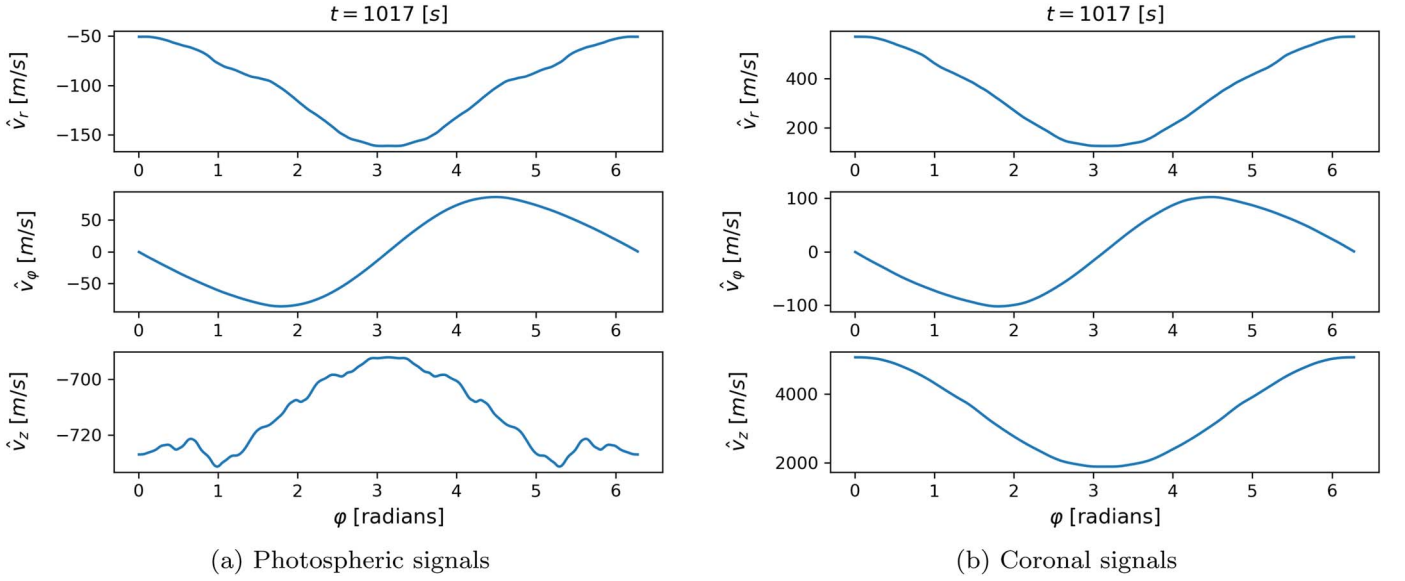 t = 1017 [s]
v̂_r [m/s]
−50
−100
−150
0 1 2 3 4 5 6
v̂_φ [m/s]
50
0
−50
0 1 2 3 4 5 6
v̂_z [m/s]
−700
−720
0 1 2 3 4 5 6
φ [radians]
(a) Photospheric signals
t = 1017 [s]
v̂_r [m/s]
400
200
0 1 2 3 4 5 6
v̂_φ [m/s]
100
0
−100
0 1 2 3 4 5 6
v̂_z [m/s]
4000
2000
0 1 2 3 4 5 6
φ [radians]
(b) Coronal signals